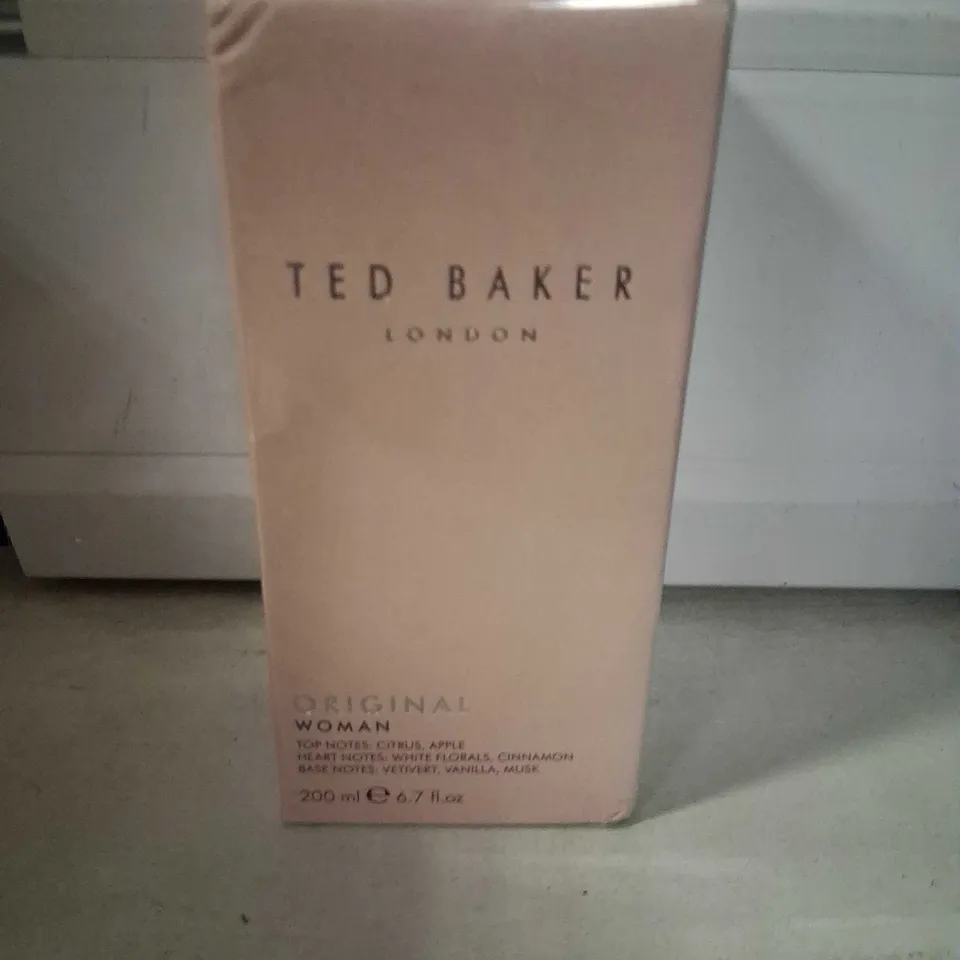 TED BAKER
LONDON
ORIGINAL
WOMAN
TOP NOTES: CITRUS, APPLE
HEART NOTES: WHITE FLORALS, CINNAMON
BASE NOTES: VETIVERT, VANILLA, MUSK
200 ml ℮ 6.7 fl.oz